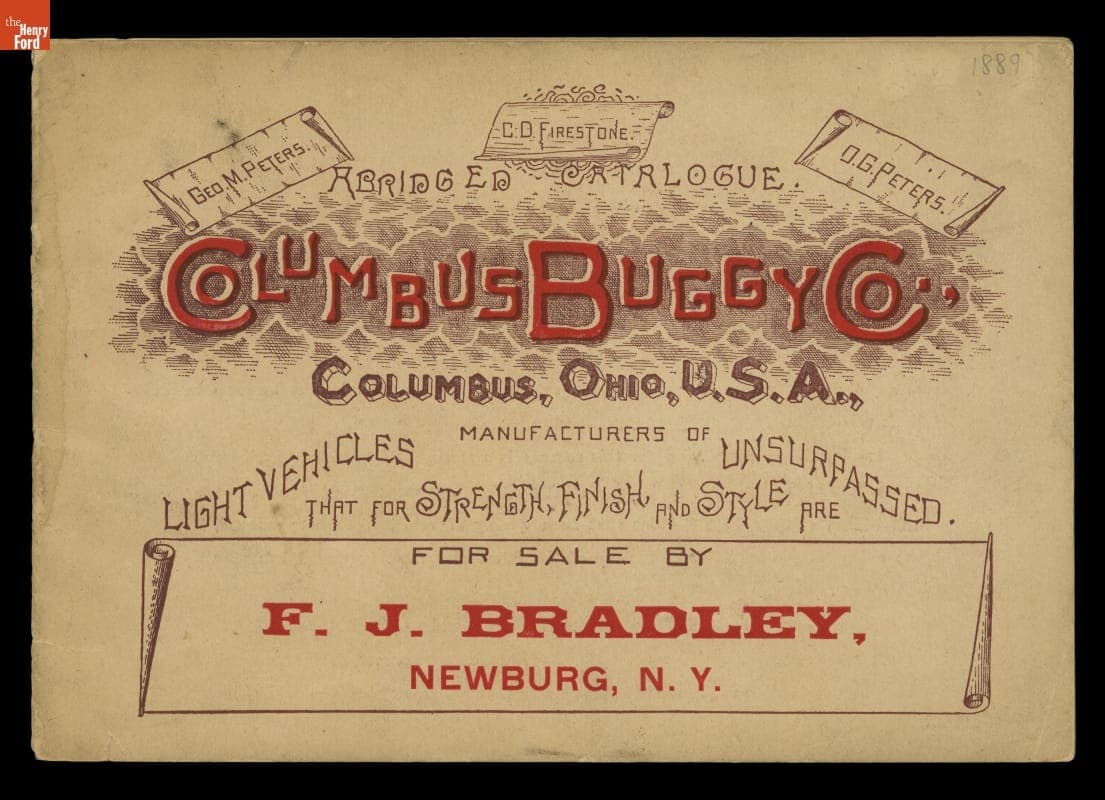 the
Henry
Ford
1889
GEO. M. PETERS.
C. D. FIRESTONE.
O. G. PETERS.
ABRIDGED CATALOGUE.
COLUMBUS BUGGY CO.,
COLUMBUS, OHIO, U.S.A.,
MANUFACTURERS OF
LIGHT VEHICLES
THAT FOR STRENGTH, FINISH AND STYLE ARE
UNSURPASSED.
FOR SALE BY
F. J. BRADLEY,
NEWBURG, N. Y.